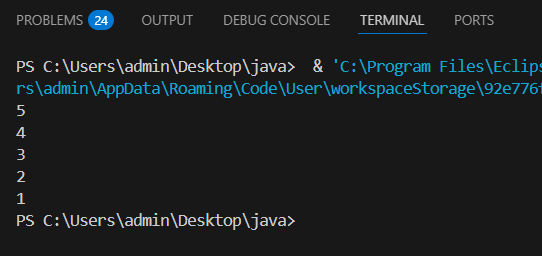 PROBLEMS 24 OUTPUT DEBUG CONSOLE TERMINAL PORTS
PS C:\Users\admin\Desktop\java>  & 'C:\Program Files\Eclips
rs\admin\AppData\Roaming\Code\User\workspaceStorage\92e776f
5
4
3
2
1
PS C:\Users\admin\Desktop\java>